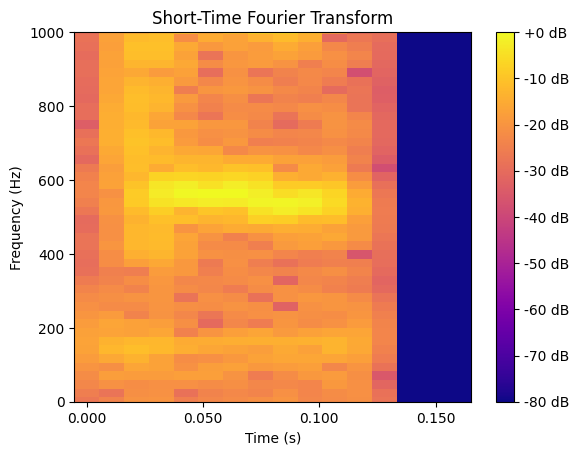 Short-Time Fourier Transform
1000
800
600
400
200
0
Frequency (Hz)
0.000
0.050
0.100
0.150
Time (s)
+0 dB
-10 dB
-20 dB
-30 dB
-40 dB
-50 dB
-60 dB
-70 dB
-80 dB